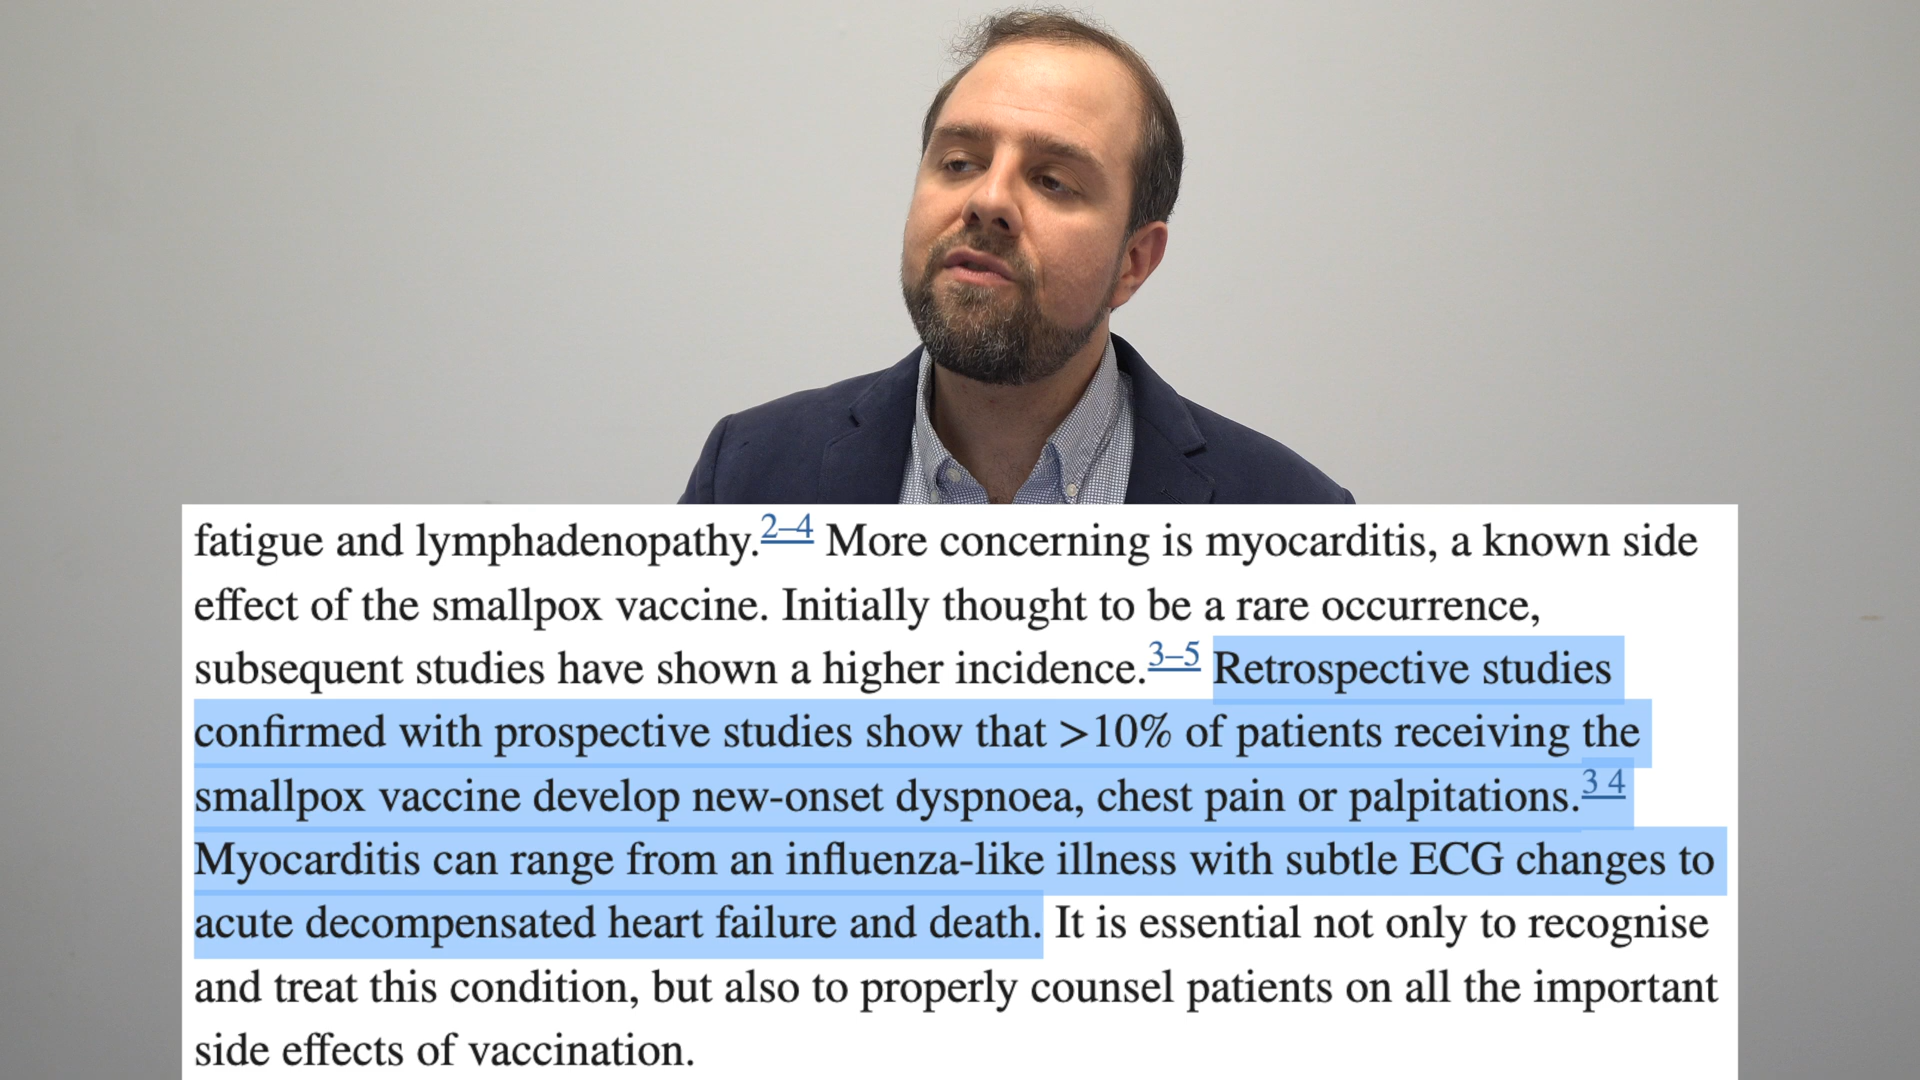 fatigue and lymphadenopathy.2–4 More concerning is myocarditis, a known side
effect of the smallpox vaccine. Initially thought to be a rare occurrence,
subsequent studies have shown a higher incidence.3–5 Retrospective studies
confirmed with prospective studies show that >10% of patients receiving the
smallpox vaccine develop new-onset dyspnoea, chest pain or palpitations.3 4
Myocarditis can range from an influenza-like illness with subtle ECG changes to
acute decompensated heart failure and death. It is essential not only to recognise
and treat this condition, but also to properly counsel patients on all the important
side effects of vaccination.